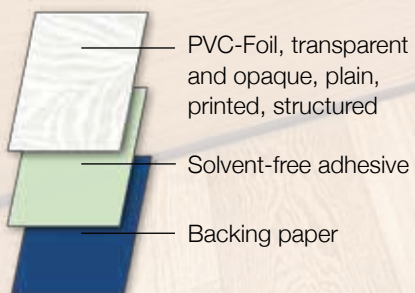 PVC-Foil, transparent
and opaque, plain,
printed, structured
Solvent-free adhesive
Backing paper